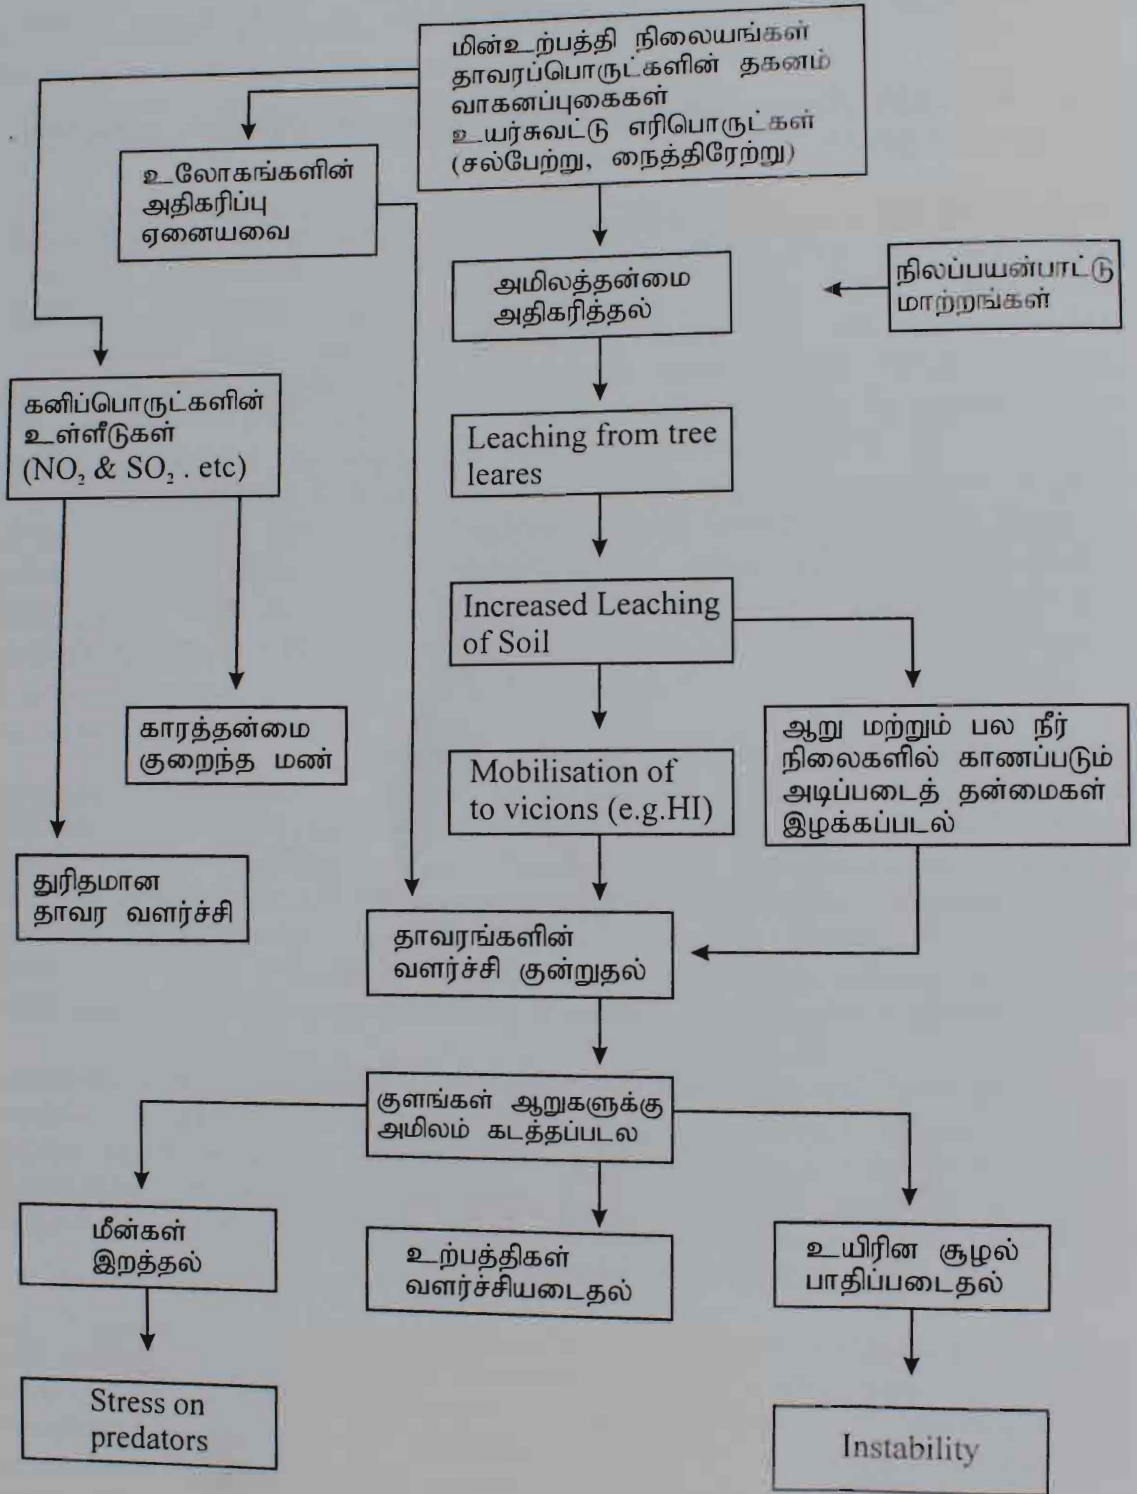 மின்உற்பத்தி நிலையங்கள்
தாவரப்பொருட்களின் தகனம்
வாகனப்புகைகள்
உயர்சுவட்டு எரிபொருட்கள்
(சல்பேற்று, நைத்திரேற்று)
உலோகங்களின்
அதிகரிப்பு
ஏனையவை
அமிலத்தன்மை
அதிகரித்தல்
நிலப்பயன்பாட்டு
மாற்றங்கள்
கனிப்பொருட்களின்
உள்ளீடுகள்
(NO₂ & SO₂ . etc)
Leaching from tree
leares
Increased Leaching
of Soil
காரத்தன்மை
குறைந்த மண்
Mobilisation of
to vicions (e.g.HI)
ஆறு மற்றும் பல நீர்
நிலைகளில் காணப்படும்
அடிப்படைத் தன்மைகள்
இழக்கப்படல்
துரிதமான
தாவர வளர்ச்சி
தாவரங்களின்
வளர்ச்சி குன்றுதல்
குளங்கள் ஆறுகளுக்கு
அமிலம் கடத்தப்படல
மீன்கள்
இறத்தல்
உற்பத்திகள்
வளர்ச்சியடைதல்
உயிரின சூழல்
பாதிப்படைதல்
Stress on
predators
Instability